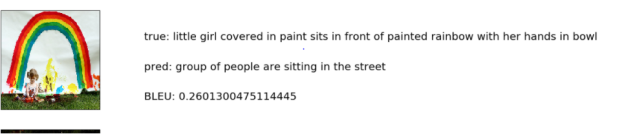 true: little girl covered in paint sits in front of painted rainbow with her hands in bowl
pred: group of people are sitting in the street
BLEU: 0.2601300475114445